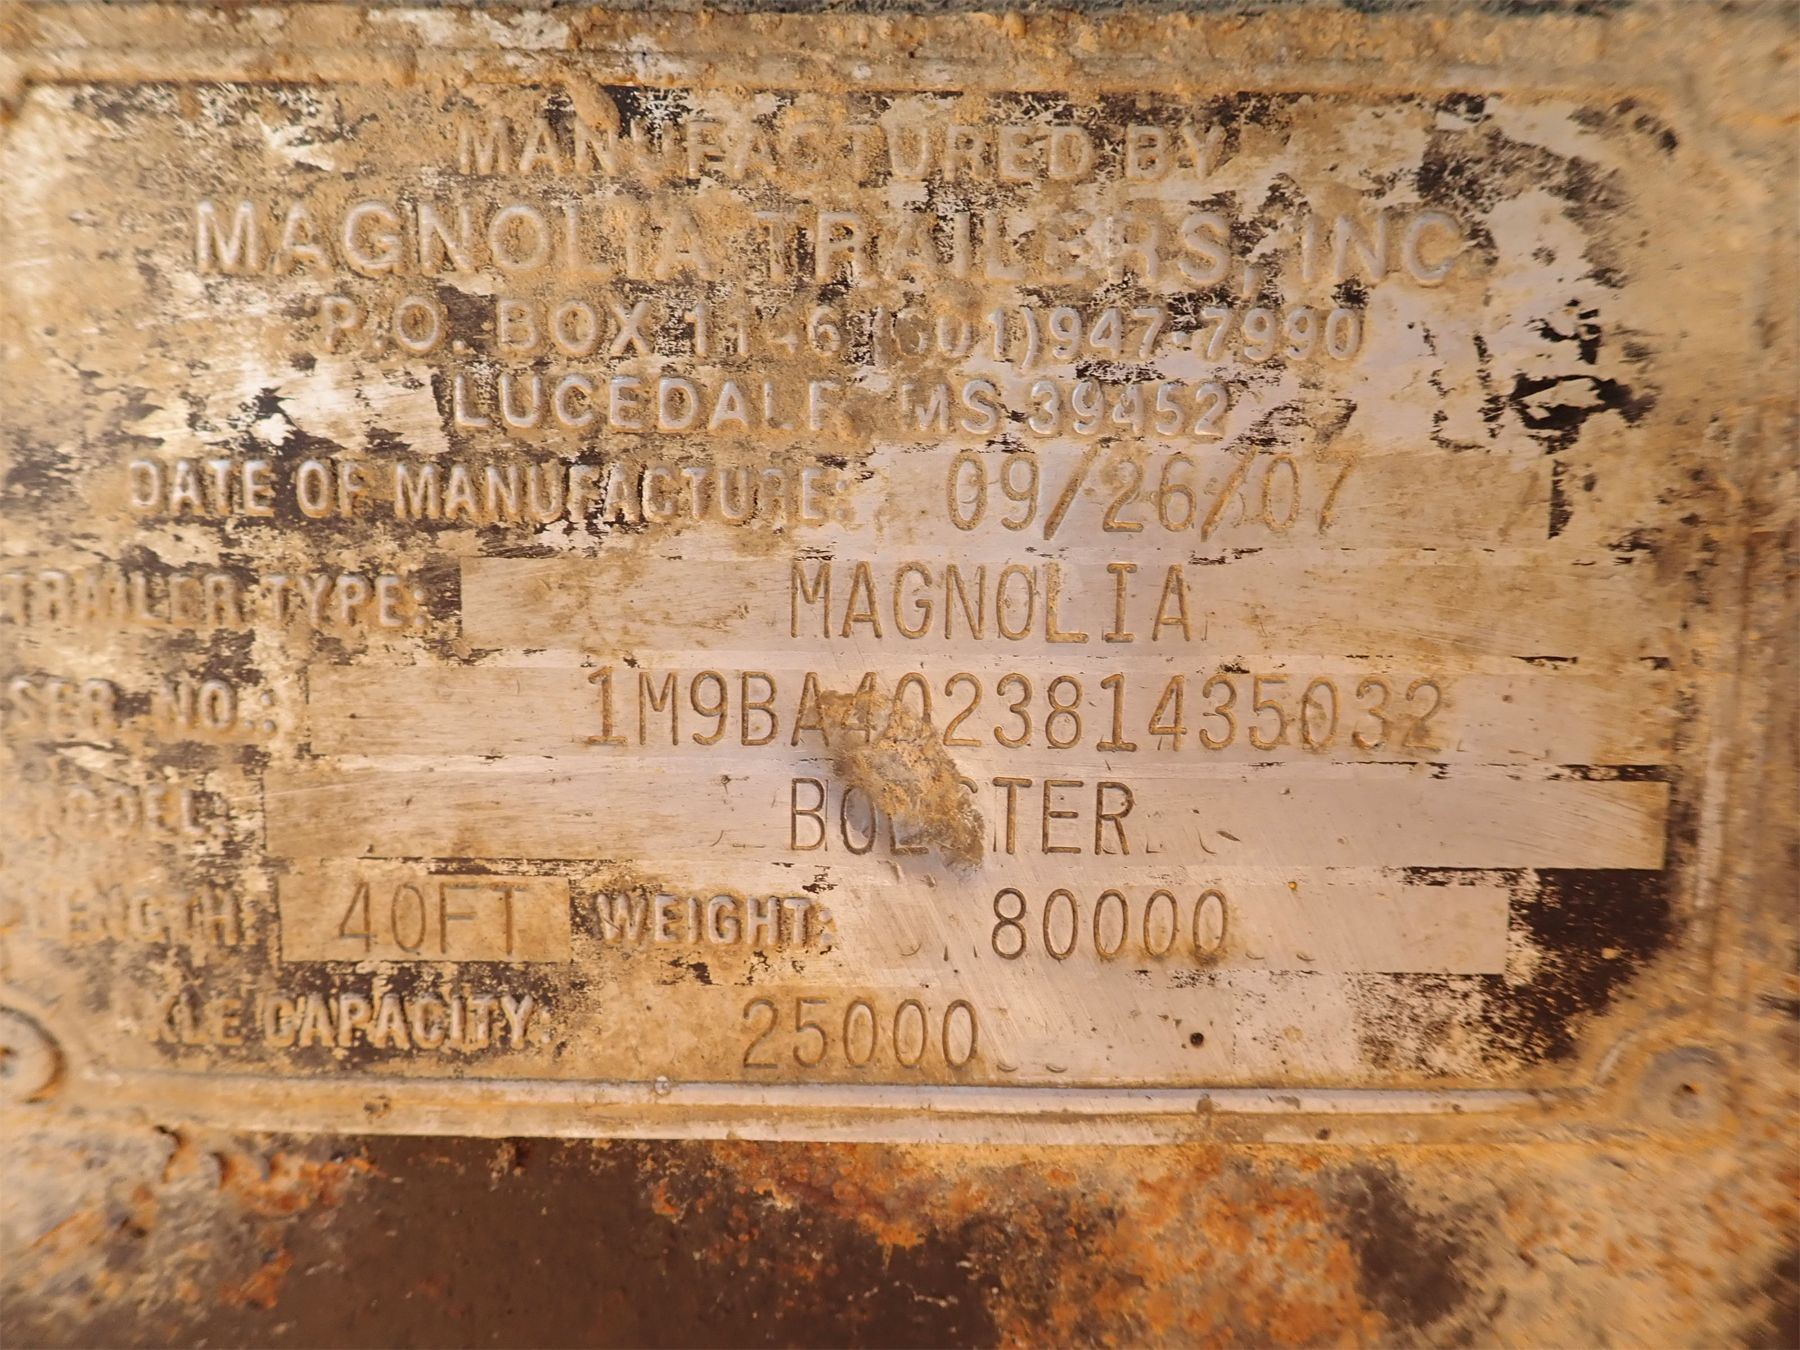 MANUFACTURED BY
MAGNOLIA TRAILERS, INC.
P.O. BOX (601)947-7990
LUCEDALE MS 39452
DATE OF MANUFACTURE: 09/26/07
TRAILER TYPE: MAGNOLIA
SER. NO.: 1M9BA402381435032
MODEL: BOLSTER
LENGTH: 40FT WEIGHT: 80000
AXLE CAPACITY: 25000